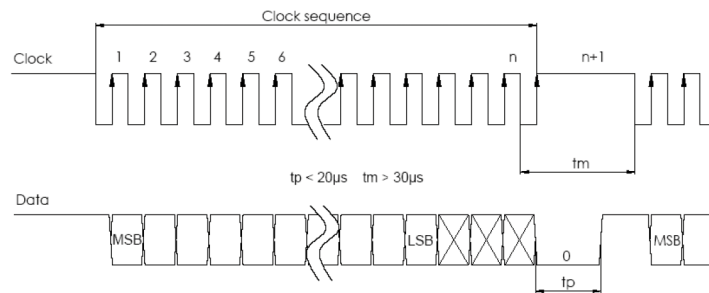 Clock sequence
Clock 1 2 3 4 5 6 n n+1
tm
tp < 20µs tm > 30µs
Data
MSB LSB 0 MSB
tp